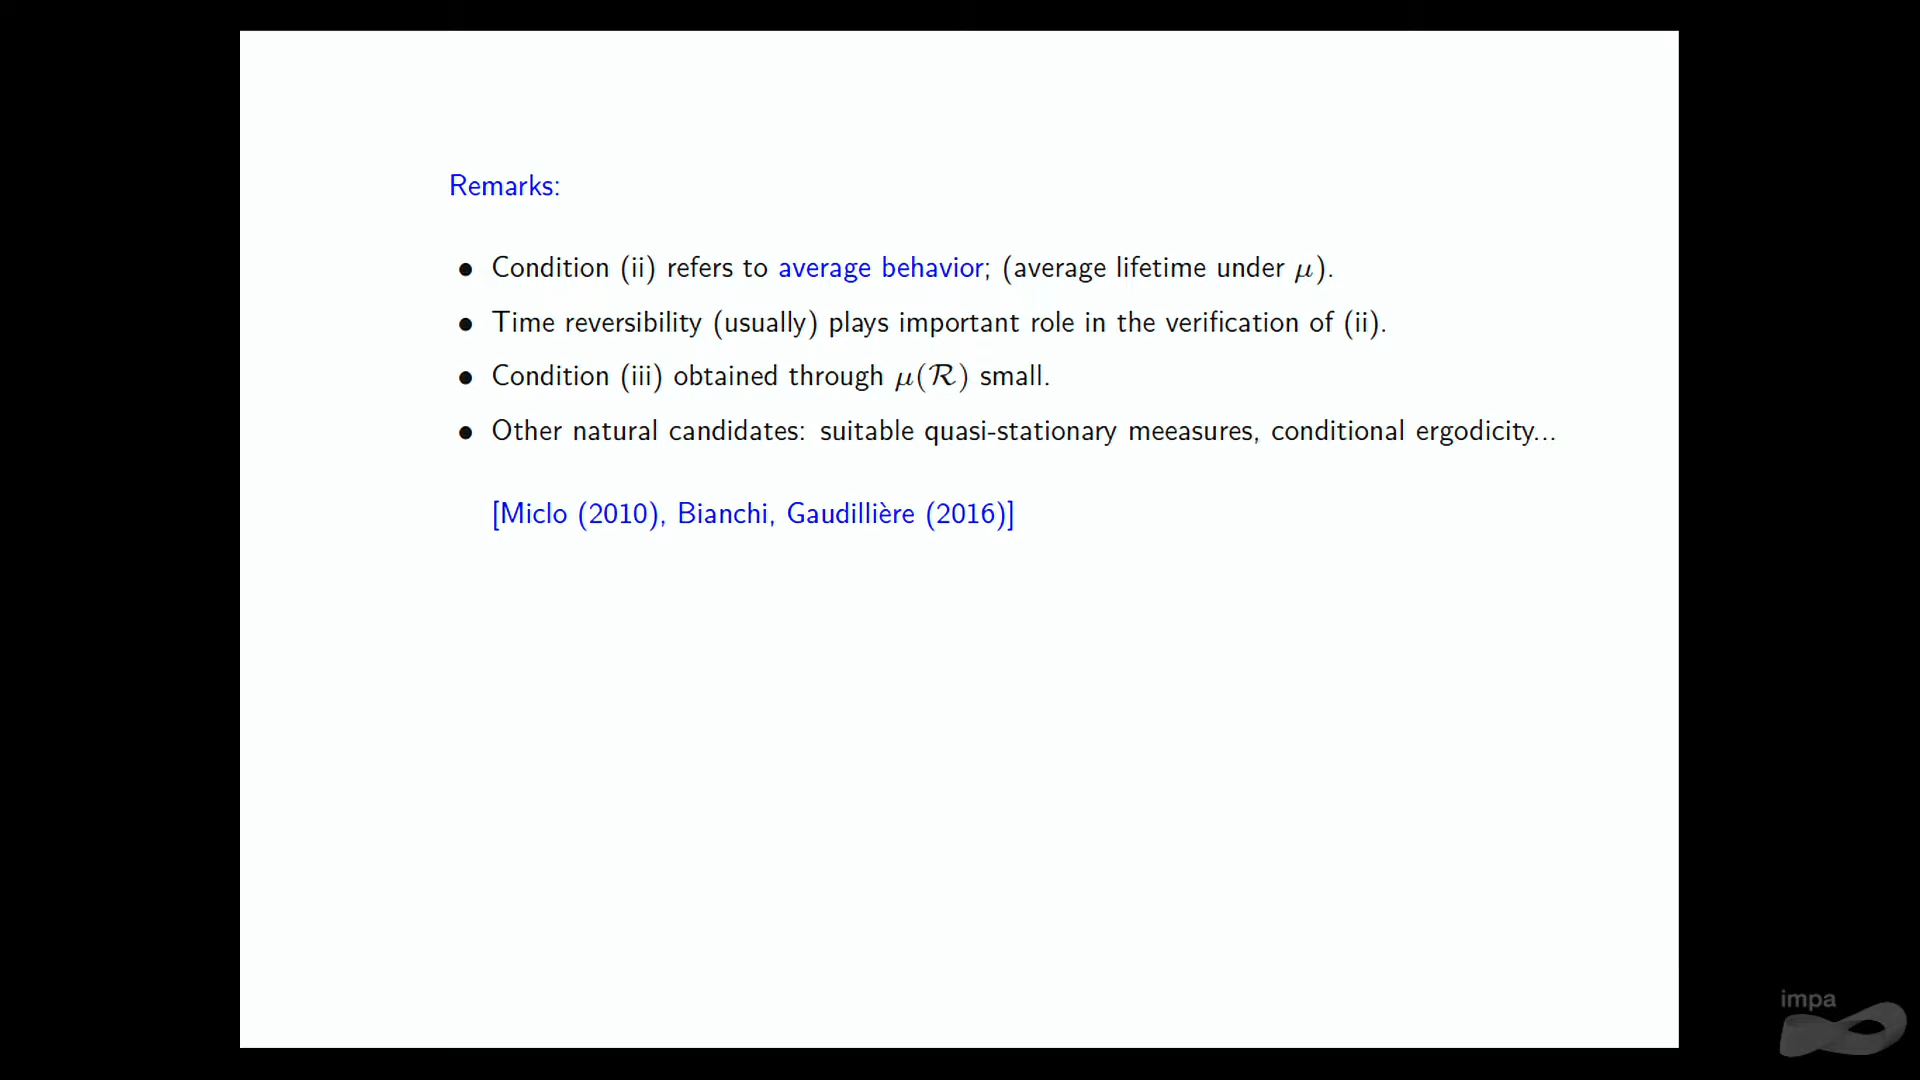 Remarks:
• Condition (ii) refers to average behavior; (average lifetime under μ).
• Time reversibility (usually) plays important role in the verification of (ii).
• Condition (iii) obtained through μ(ℛ) small.
• Other natural candidates: suitable quasi-stationary meeasures, conditional ergodicity...
[Miclo (2010), Bianchi, Gaudillière (2016)]
impa